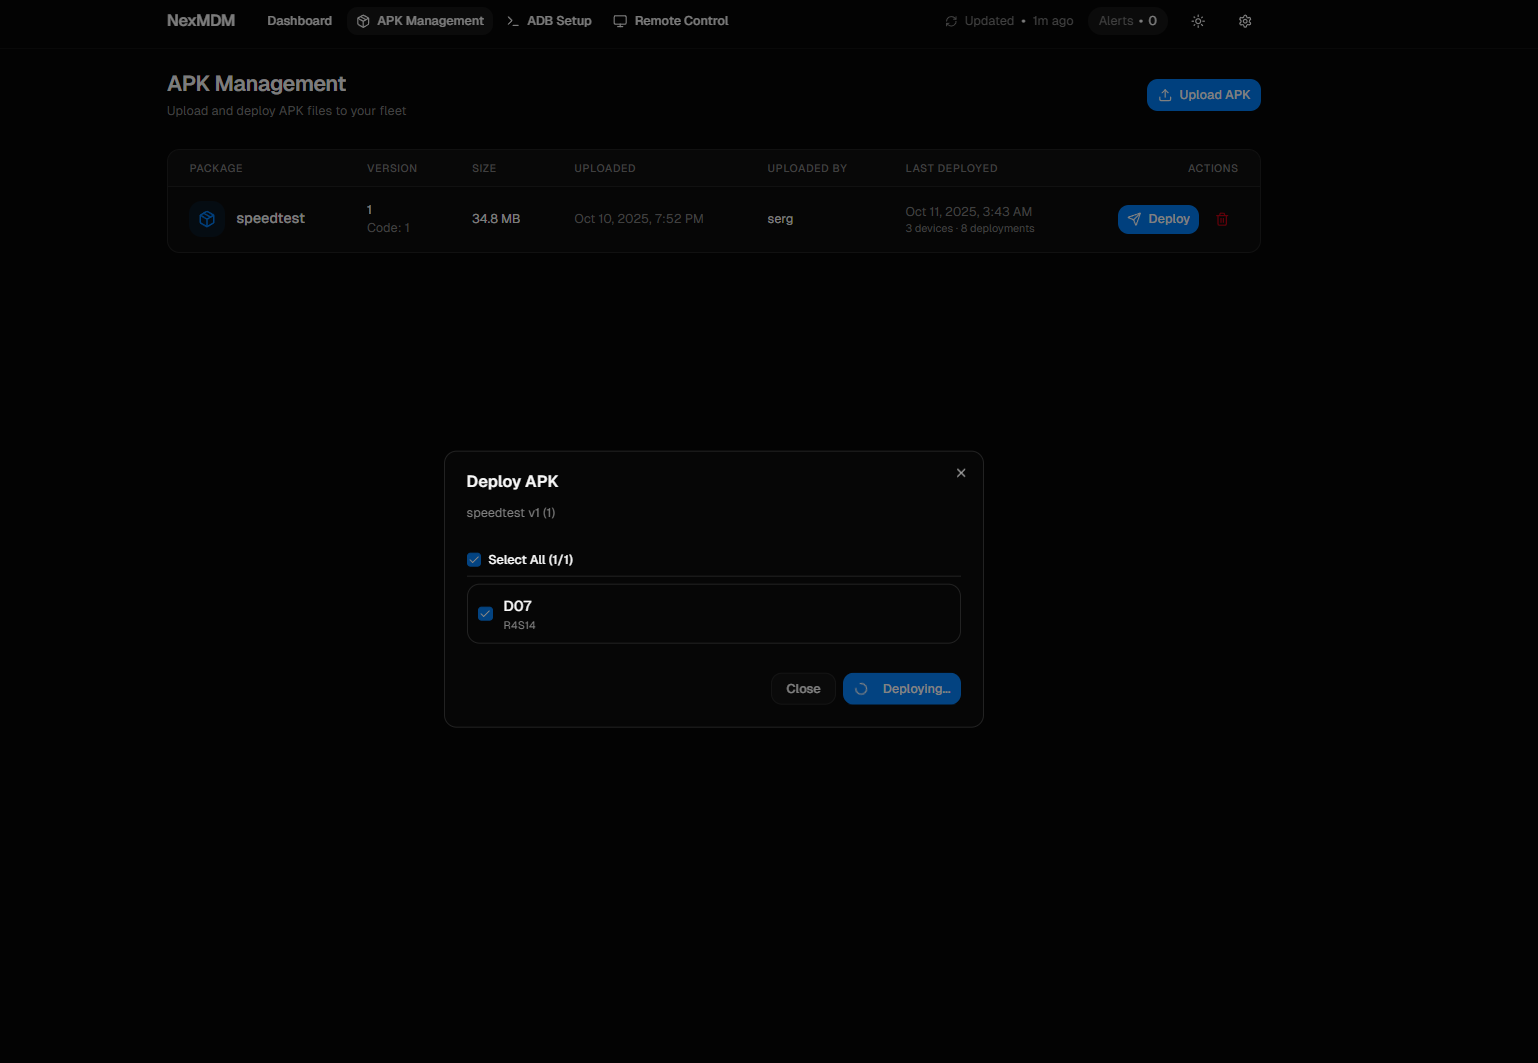 NexMDM Dashboard APK Management ADB Setup Remote Control Updated • 1m ago Alerts • 0
APK Management
Upload and deploy APK files to your fleet
Upload APK
PACKAGE VERSION SIZE UPLOADED UPLOADED BY LAST DEPLOYED ACTIONS
speedtest 1 34.8 MB Oct 10, 2025, 7:52 PM serg Oct 11, 2025, 3:43 AM Deploy
Code: 1 3 devices · 8 deployments
Deploy APK
speedtest v1 (1)
Select All (1/1)
D07
R4S14
Close Deploying...